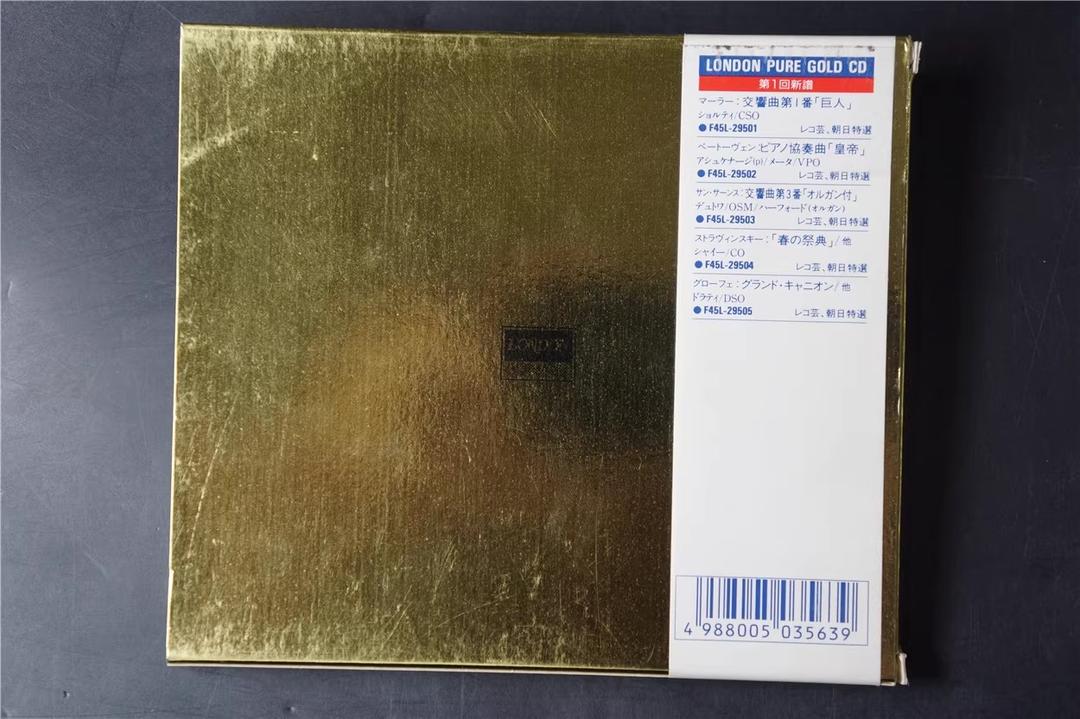 LONDON PURE GOLD CD
第1回新譜
マーラー:交響曲第1番「巨人」
ショルティ/CSO
●F45L-29501 レコ芸、朝日特選
ベートーヴェン:ピアノ協奏曲「皇帝」
アシュケナージ(p)/メータ/VPO
●F45L-29502 レコ芸、朝日特選
サン・サーンス:交響曲第3番「オルガン付」
デュトワ/OSM/ハーフォード(オルガン)
●F45L-29503 レコ芸、朝日特選
ストラヴィンスキー:「春の祭典」/他
シャイー/CO
●F45L-29504 レコ芸、朝日特選
グローフェ:グランド・キャニオン/他
ドラティ/DSO
●F45L-29505 レコ芸、朝日特選
LONDON
4 988005 035639